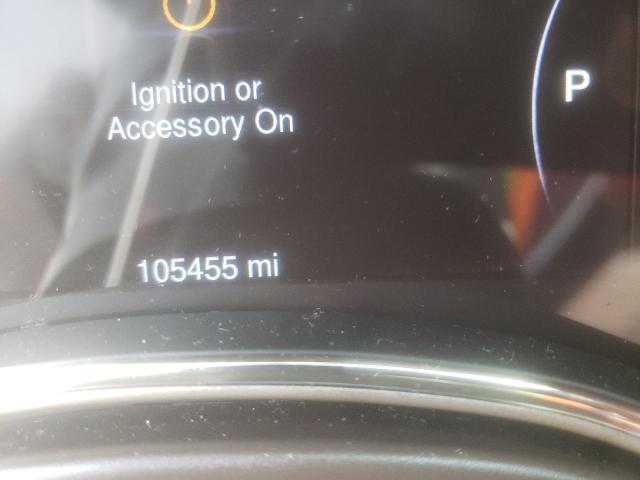 Ignition or
Accessory On
P
105455 mi